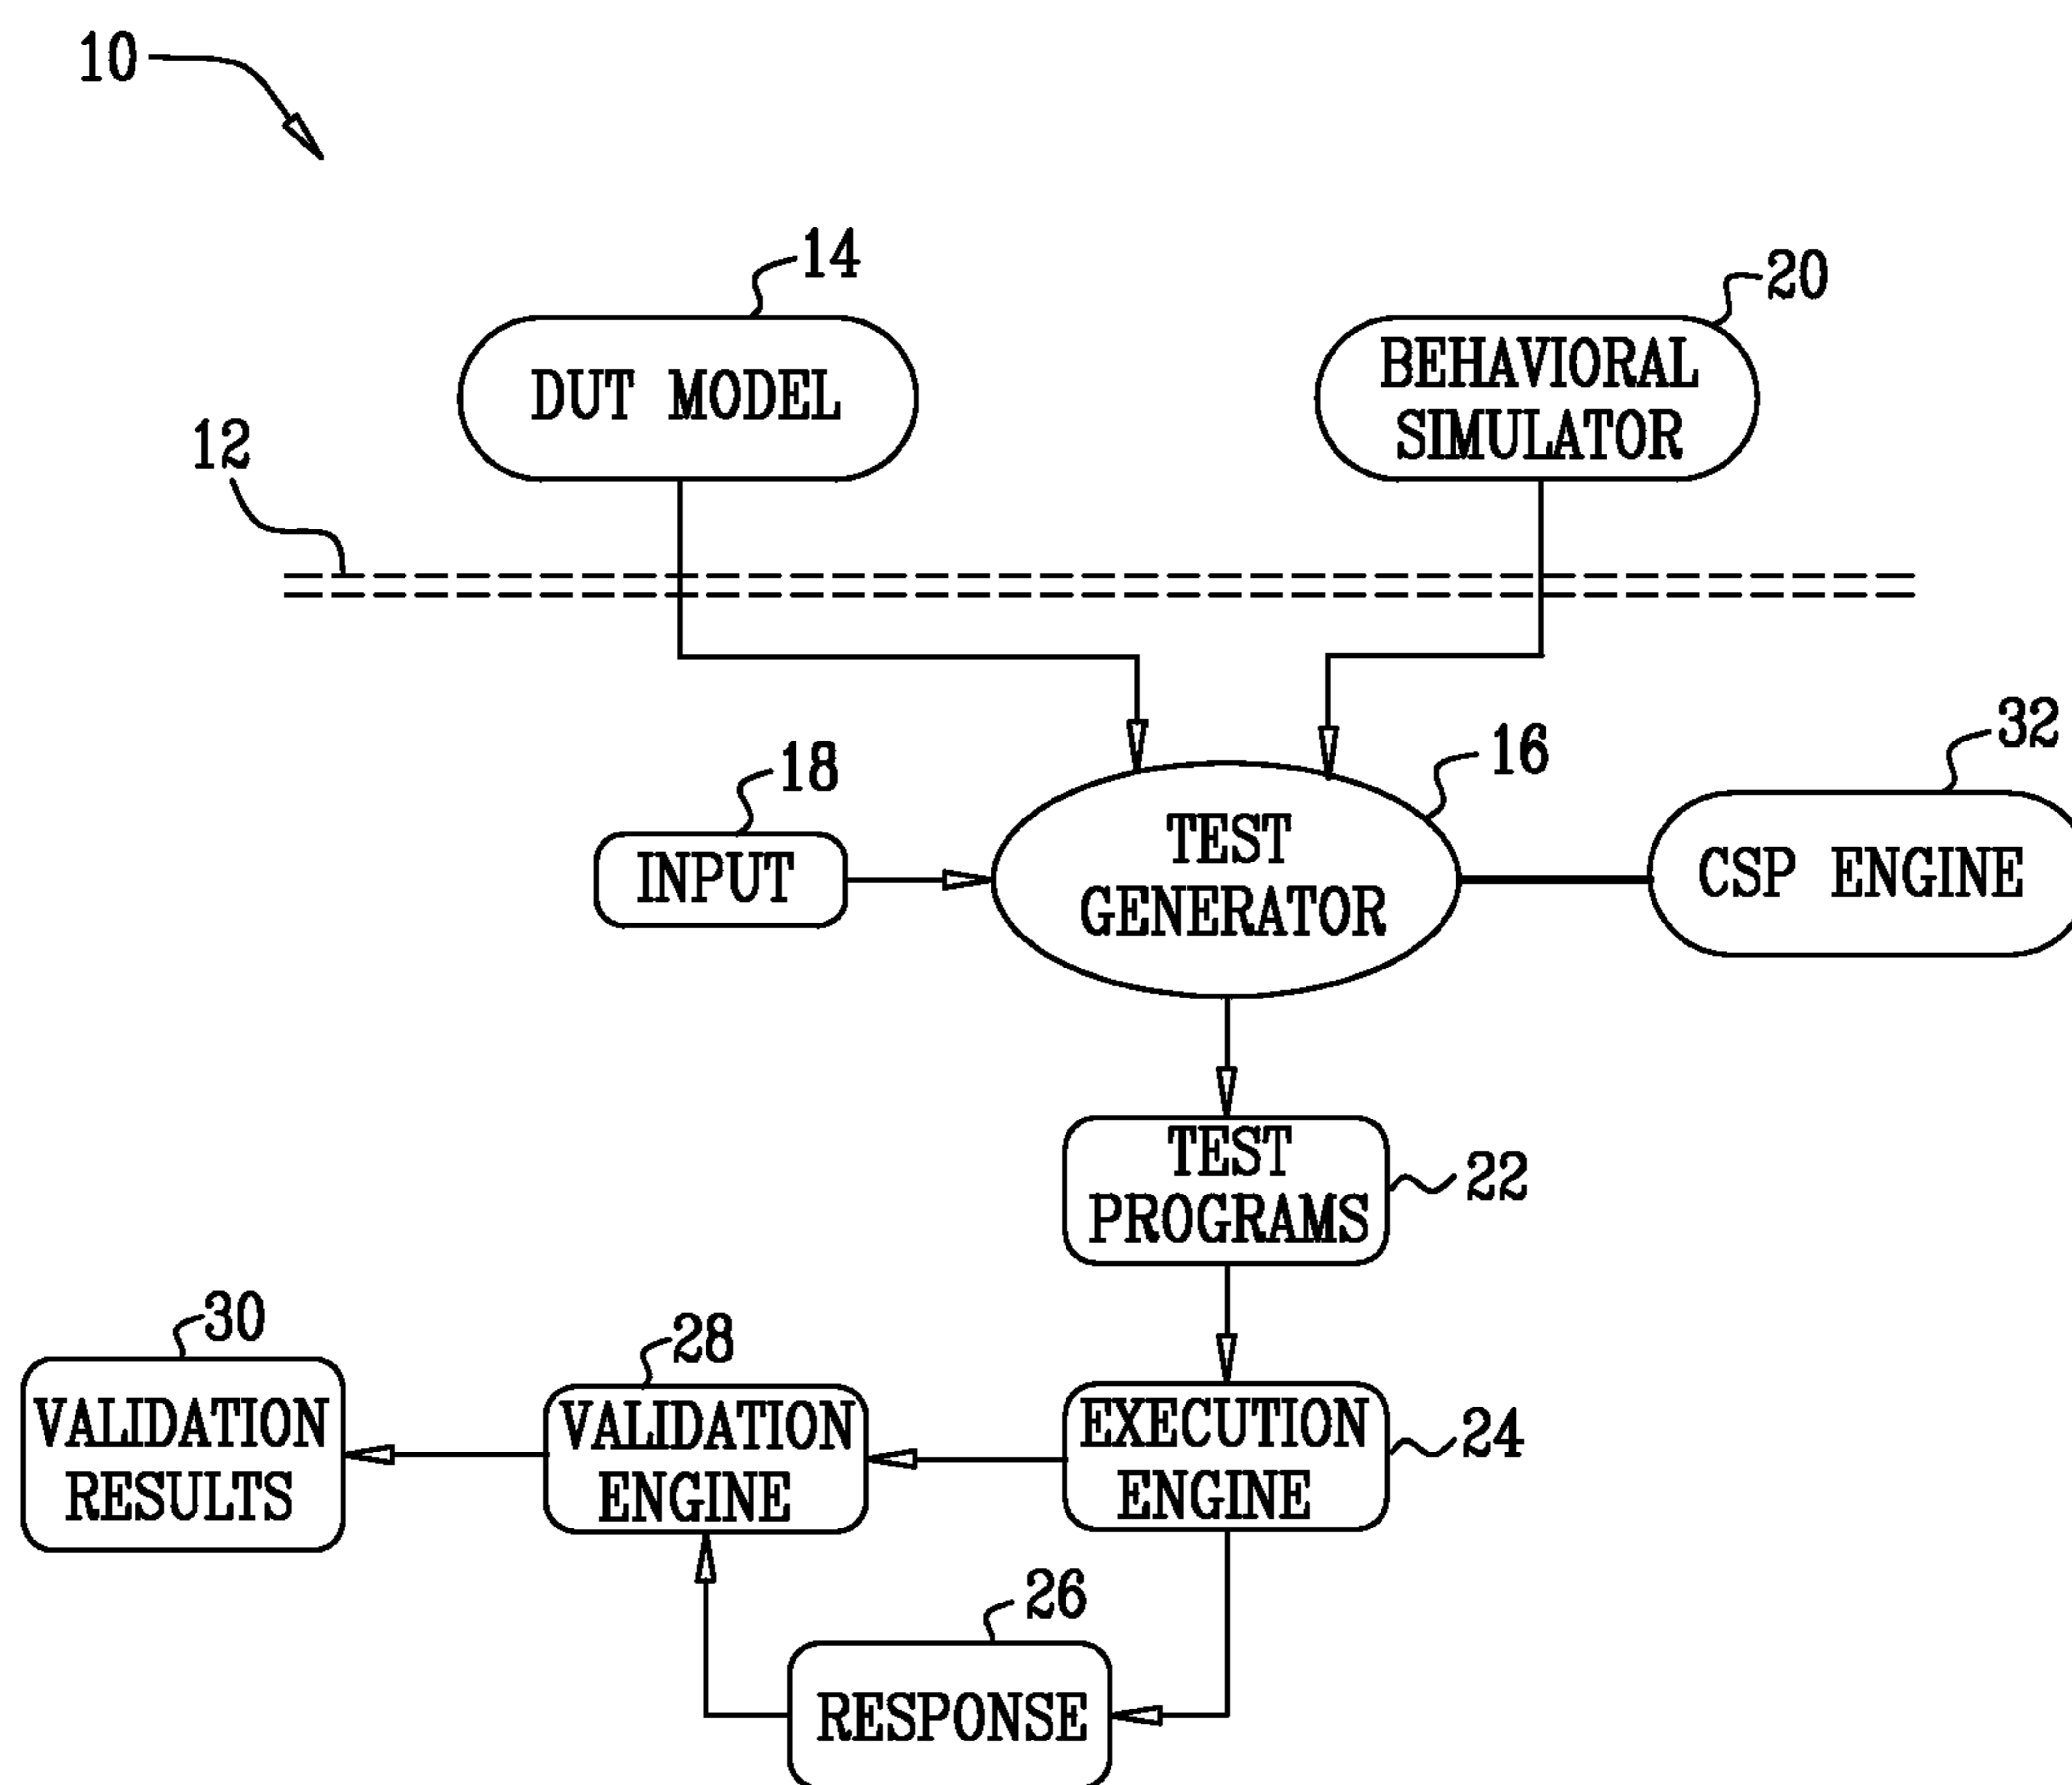 10
14
20
DUT MODEL
BEHAVIORAL
SIMULATOR
12
18
16
32
INPUT
TEST
GENERATOR
CSP ENGINE
TEST
PROGRAMS
22
30
28
VALIDATION
RESULTS
VALIDATION
ENGINE
EXECUTION
ENGINE
24
26
RESPONSE